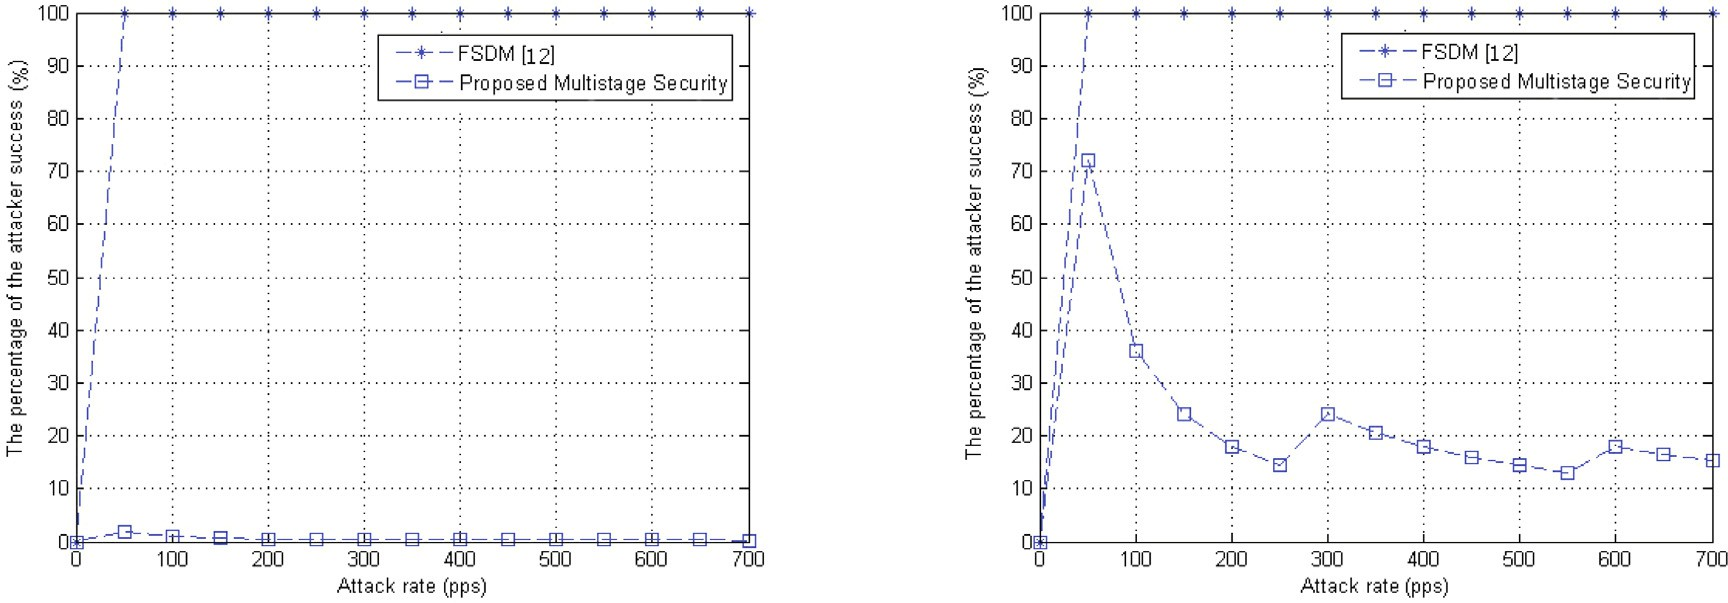 The percentage of the attacker success (%)
100
90
80
70
60
50
40
30
20
10
0
FSDM [12]
Proposed Multistage Security
0 100 200 300 400 500 600 700
Attack rate (pps)
The percentage of the attacker success (%)
100
90
80
70
60
50
40
30
20
10
0
FSDM [12]
Proposed Multistage Security
0 100 200 300 400 500 600 700
Attack rate (pps)